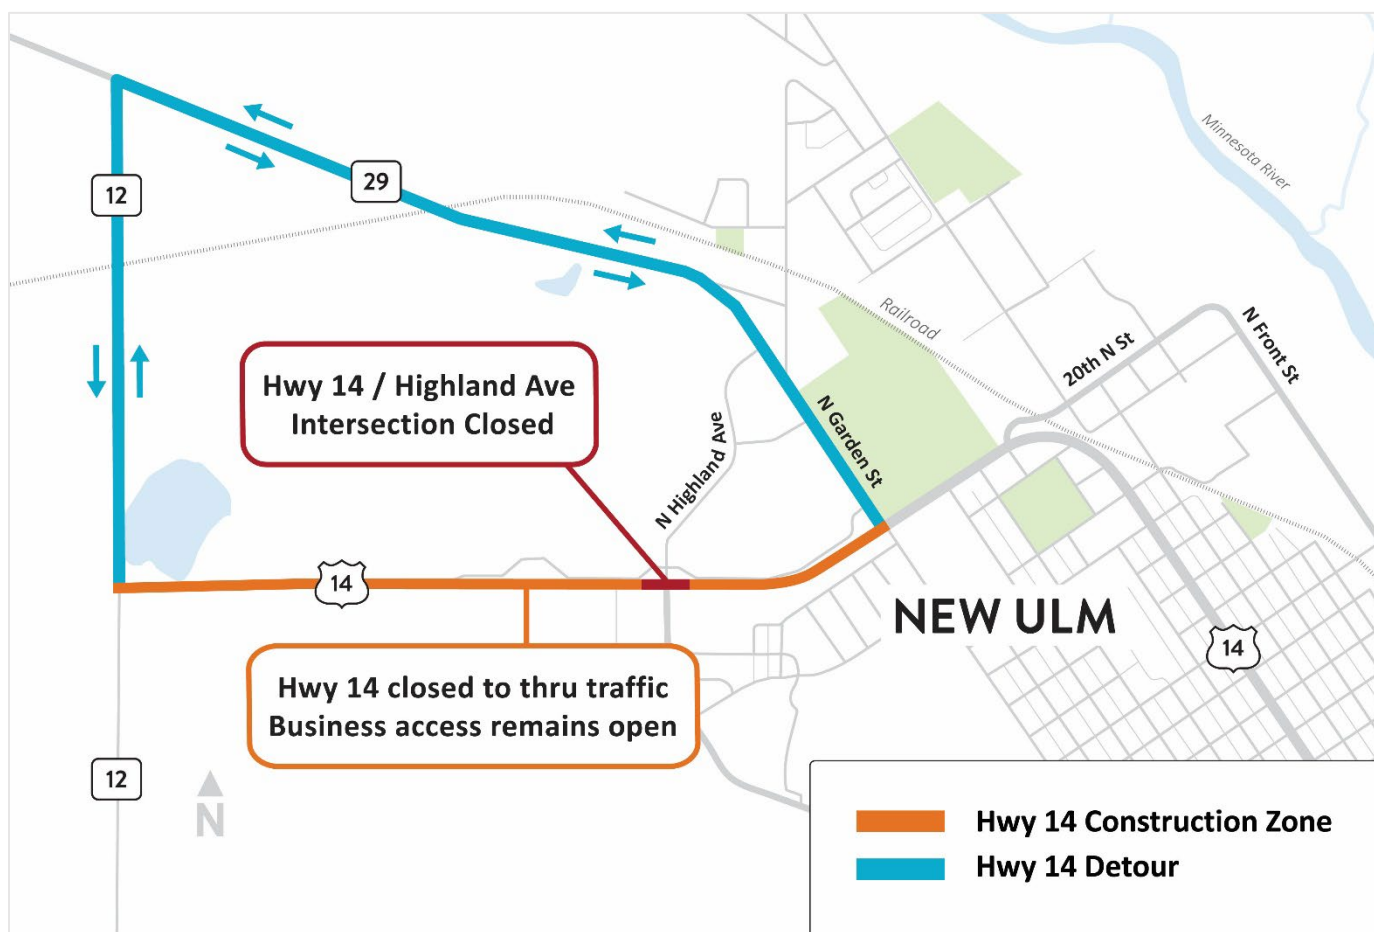 12
29
Minnesota River
Railroad
20th N St
N Front St
Hwy 14 / Highland Ave
Intersection Closed
N Highland Ave
N Garden St
14
NEW ULM
14
Hwy 14 closed to thru traffic
Business access remains open
12
N
Hwy 14 Construction Zone
Hwy 14 Detour